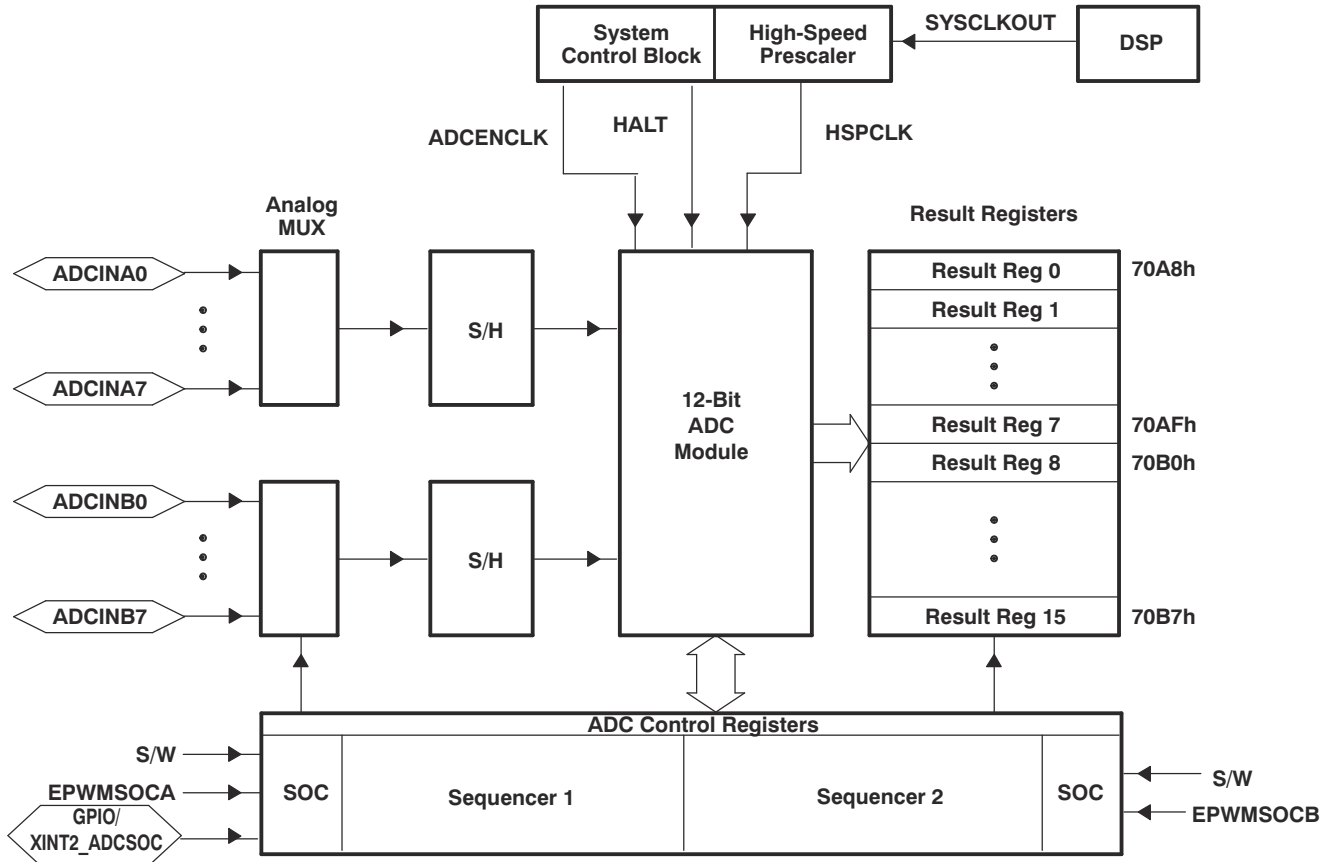 System
Control Block
High-Speed
Prescaler
SYSCLKOUT
DSP
ADCENCLK
HALT
HSPCLK
Analog
MUX
Result Registers
ADCINA0
ADCINA7
S/H
12-Bit
ADC
Module
Result Reg 0
70A8h
Result Reg 1
Result Reg 7
70AFh
Result Reg 8
70B0h
ADCINB0
ADCINB7
S/H
Result Reg 15
70B7h
ADC Control Registers
S/W
EPWMSOCA
GPIO/
XINT2_ADCSOC
SOC
Sequencer 1
Sequencer 2
SOC
S/W
EPWMSOCB